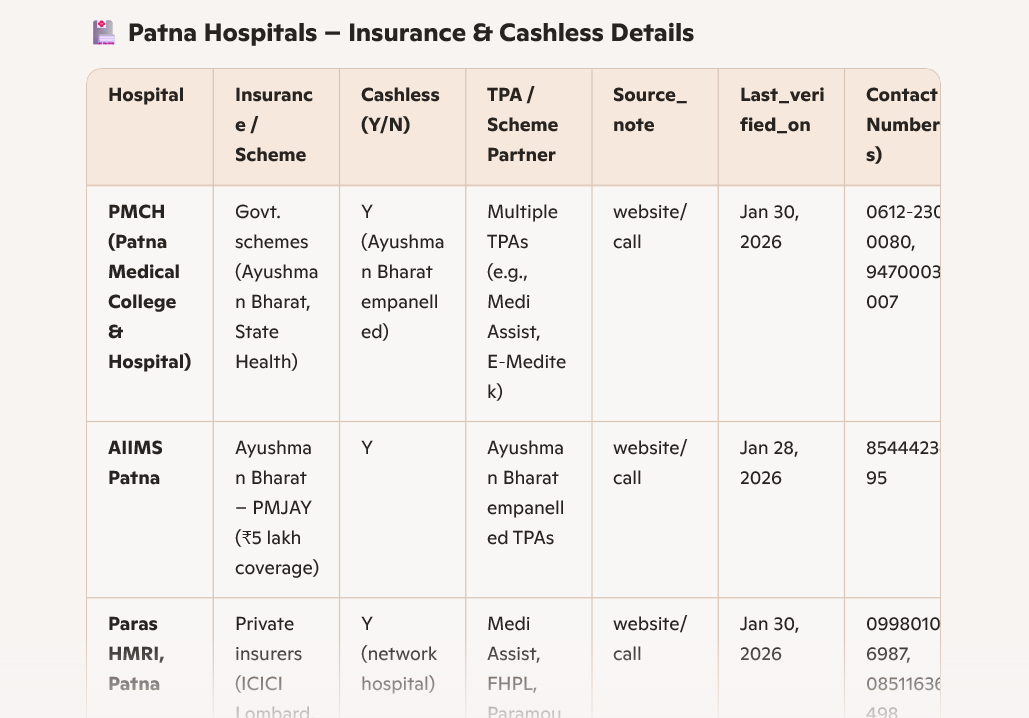 Patna Hospitals – Insurance & Cashless Details
Hospital
Insuranc
e /
Scheme
Cashless
(Y/N)
TPA /
Scheme
Partner
Source_
note
Last_veri
fied_on
Contact
Number
s)
PMCH
(Patna
Medical
College
&
Hospital)
Govt.
schemes
(Ayushma
n Bharat,
State
Health)
Y
(Ayushma
n Bharat
empanell
ed)
Multiple
TPAs
(e.g.,
Medi
Assist,
E-Medite
k)
website/
call
Jan 30,
2026
0612-230
0080,
9470003
007
AIIMS
Patna
Ayushma
n Bharat
– PMJAY
(₹5 lakh
coverage)
Y
Ayushma
n Bharat
empanell
ed TPAs
website/
call
Jan 28,
2026
8544423
95
Paras
HMRI,
Patna
Private
insurers
(ICICI
Lombard,
Y
(network
hospital)
Medi
Assist,
FHPL,
Paramou
website/
call
Jan 30,
2026
0998010
6987,
08511636
498